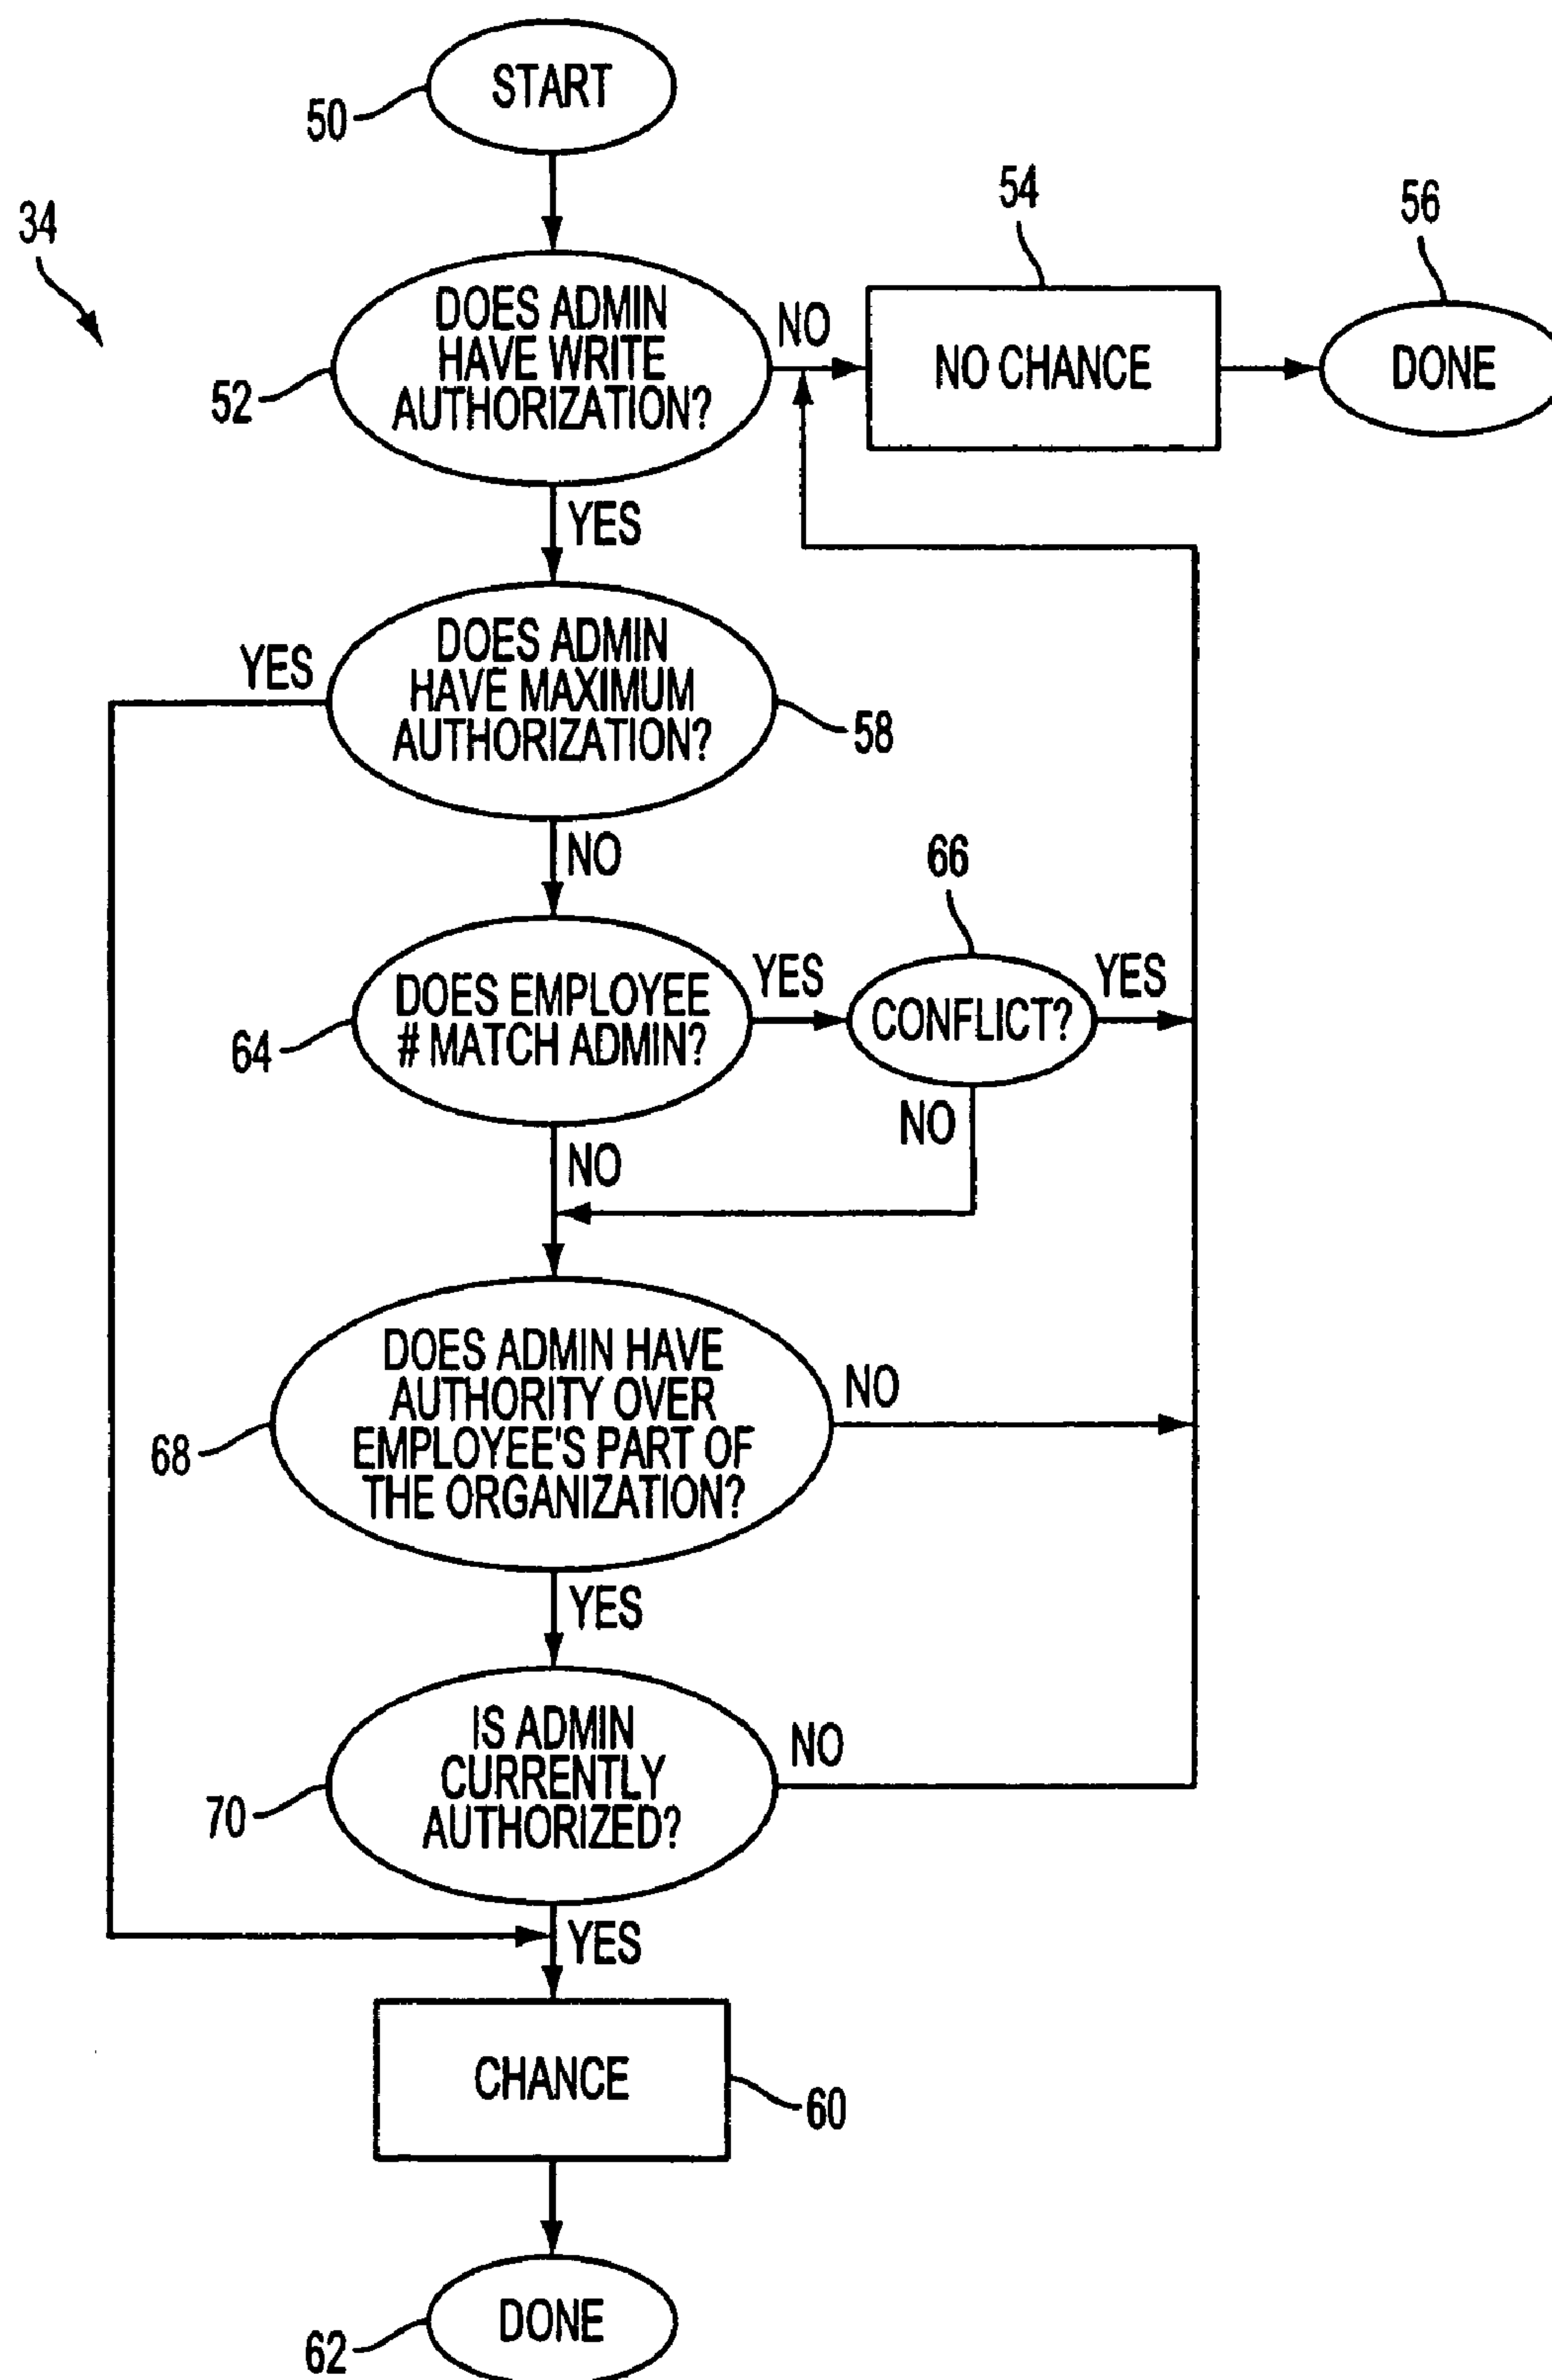 START
50
34
54
56
DOES ADMIN
HAVE WRITE
AUTHORIZATION?
52
NO
NO CHANCE
DONE
YES
DOES ADMIN
HAVE MAXIMUM
AUTHORIZATION?
YES
58
NO
66
DOES EMPLOYEE
# MATCH ADMIN?
64
YES
CONFLICT?
YES
NO
NO
DOES ADMIN HAVE
AUTHORITY OVER
EMPLOYEE'S PART OF
THE ORGANIZATION?
68
NO
YES
IS ADMIN
CURRENTLY
AUTHORIZED?
70
NO
YES
CHANCE
60
DONE
62